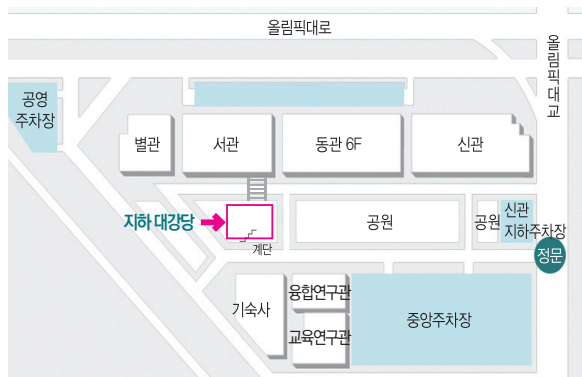 올림픽대로
올림픽대교
공영
주차장
별관
서관
동관 6F
신관
지하 대강당
계단
공원
공원
신관
지하주차장
정문
기숙사
융합연구관
교육연구관
중앙주차장